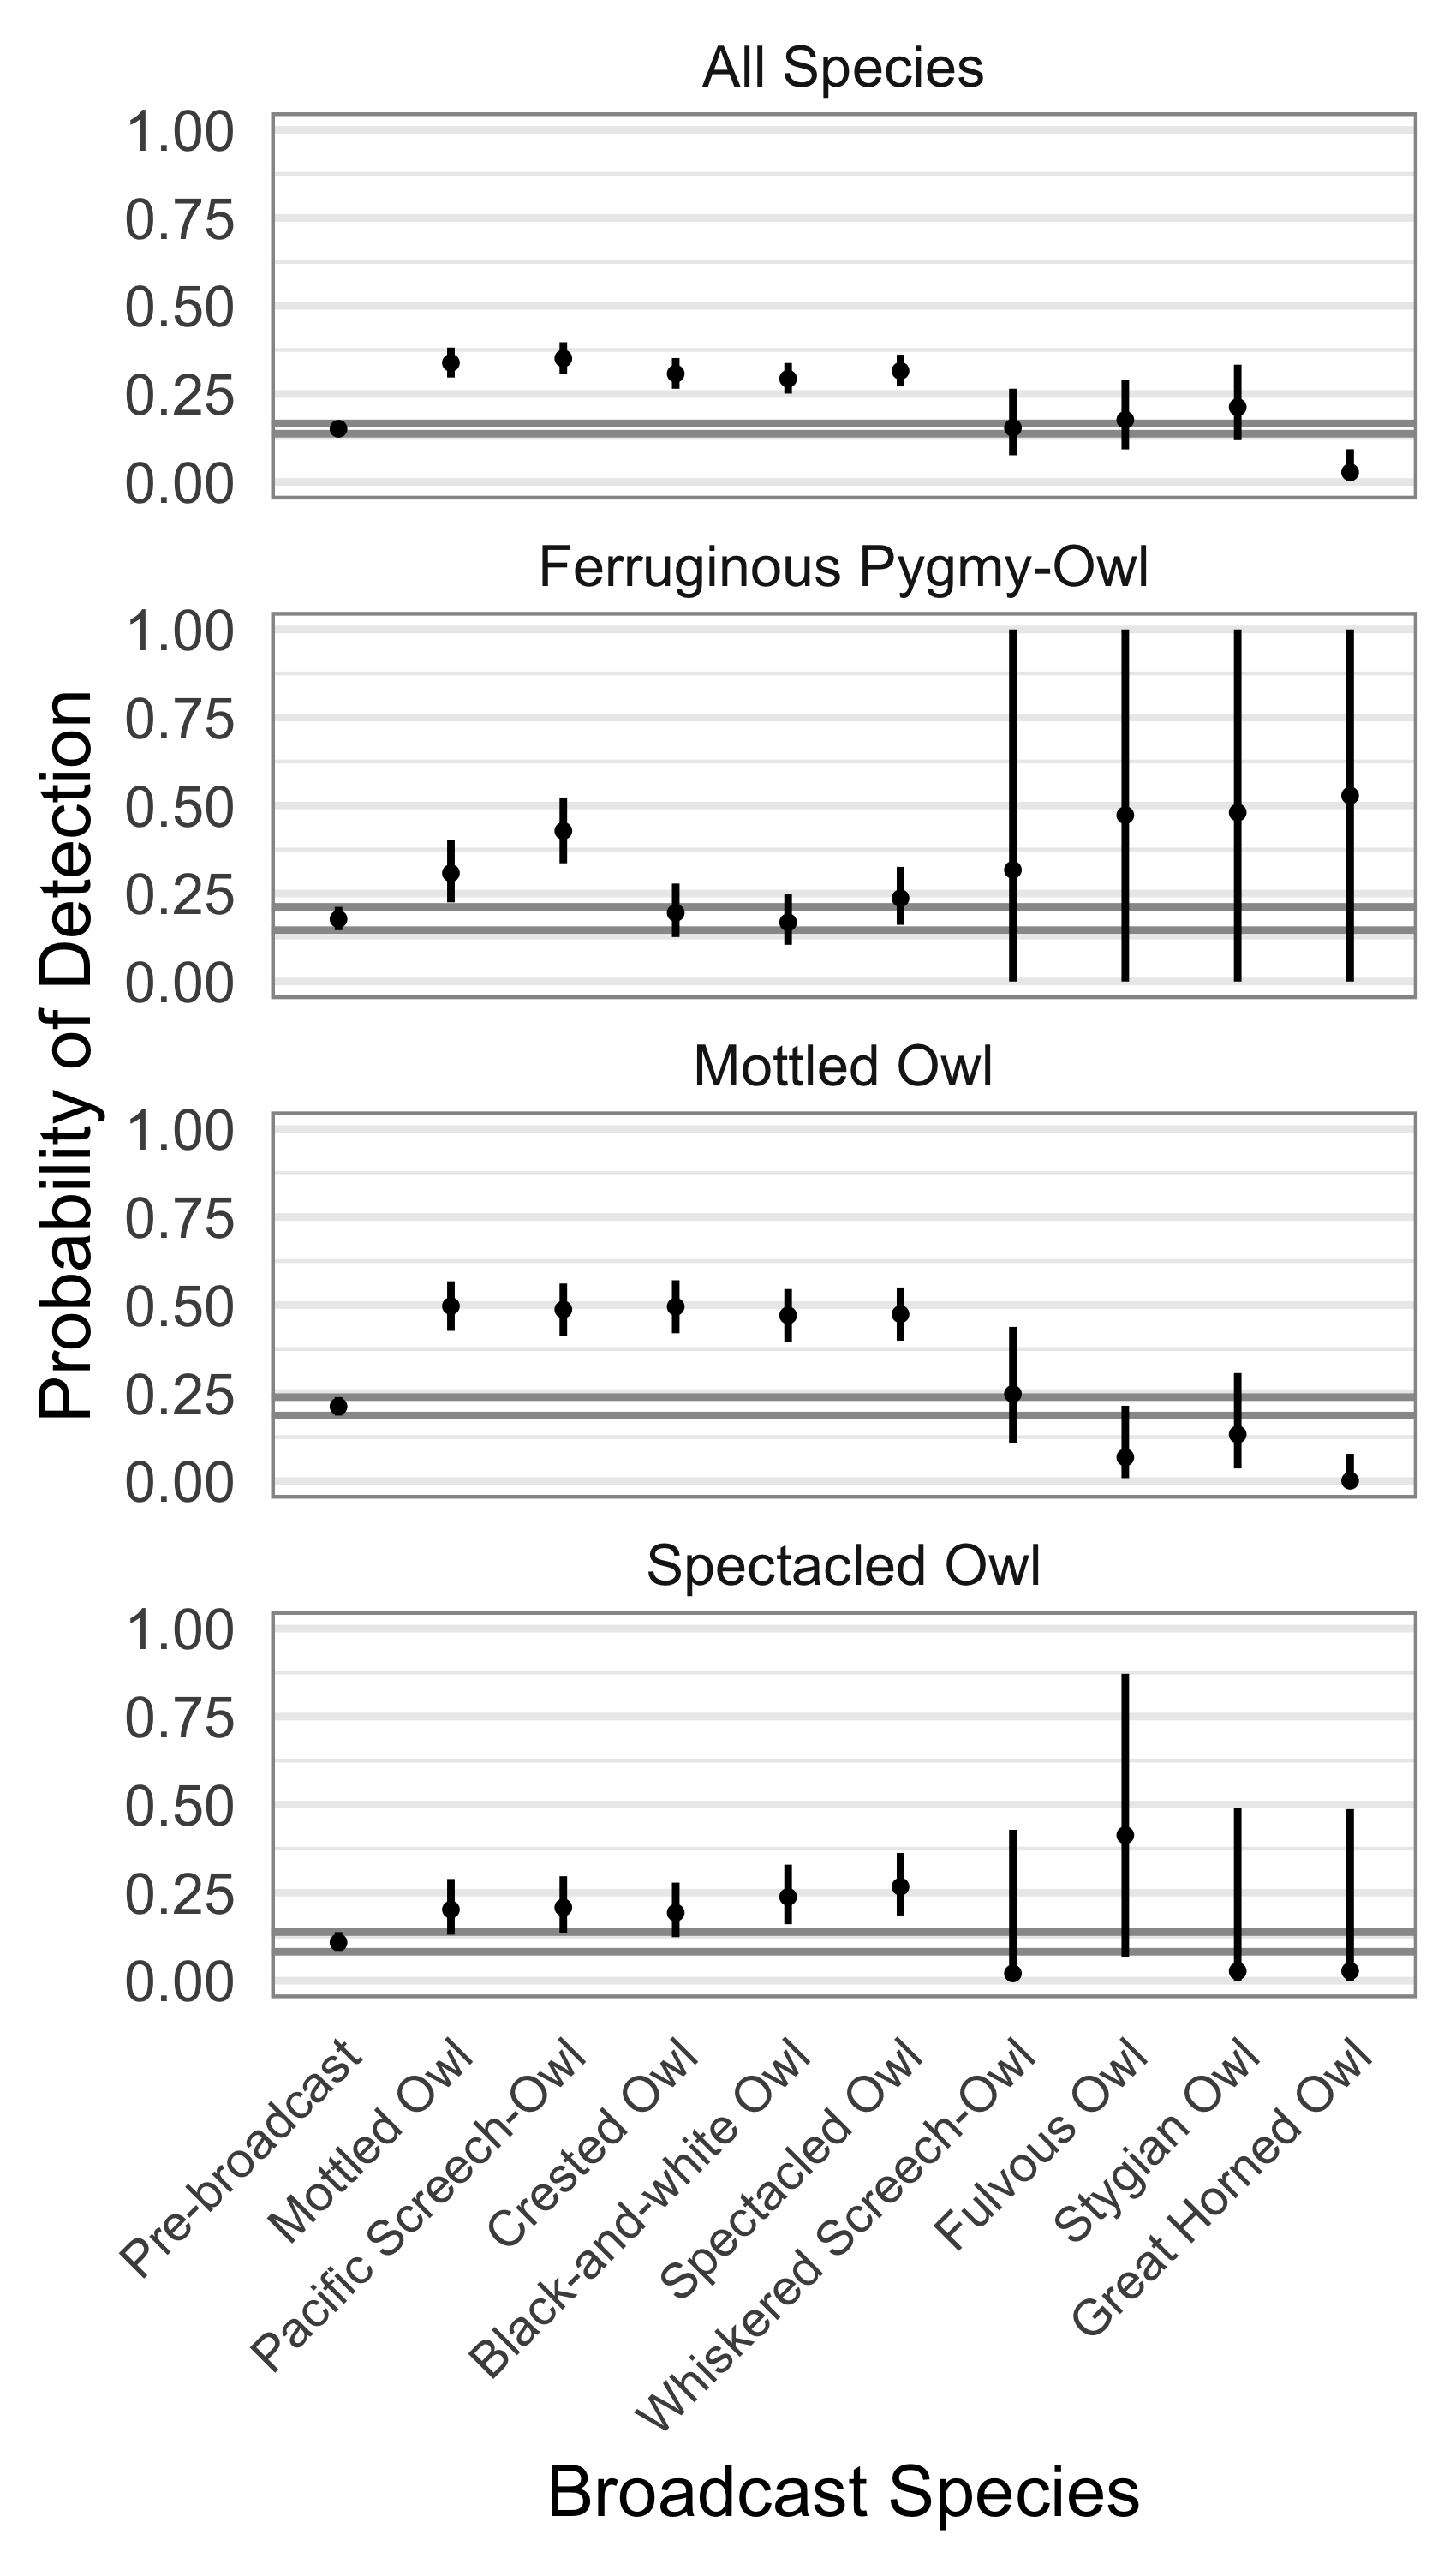 All Species
1.00
0.75
0.50
0.25
0.00
Ferruginous Pygmy-Owl
1.00
0.75
0.50
0.25
0.00
Mottled Owl
1.00
0.75
0.50
0.25
0.00
Spectacled Owl
1.00
0.75
0.50
0.25
0.00
Probability of Detection
Pre-broadcast
Mottled Owl
Pacific Screech-Owl
Crested Owl
Black-and-white Owl
Spectacled Owl
Whiskered Screech-Owl
Fulvous Owl
Stygian Owl
Great Horned Owl
Broadcast Species